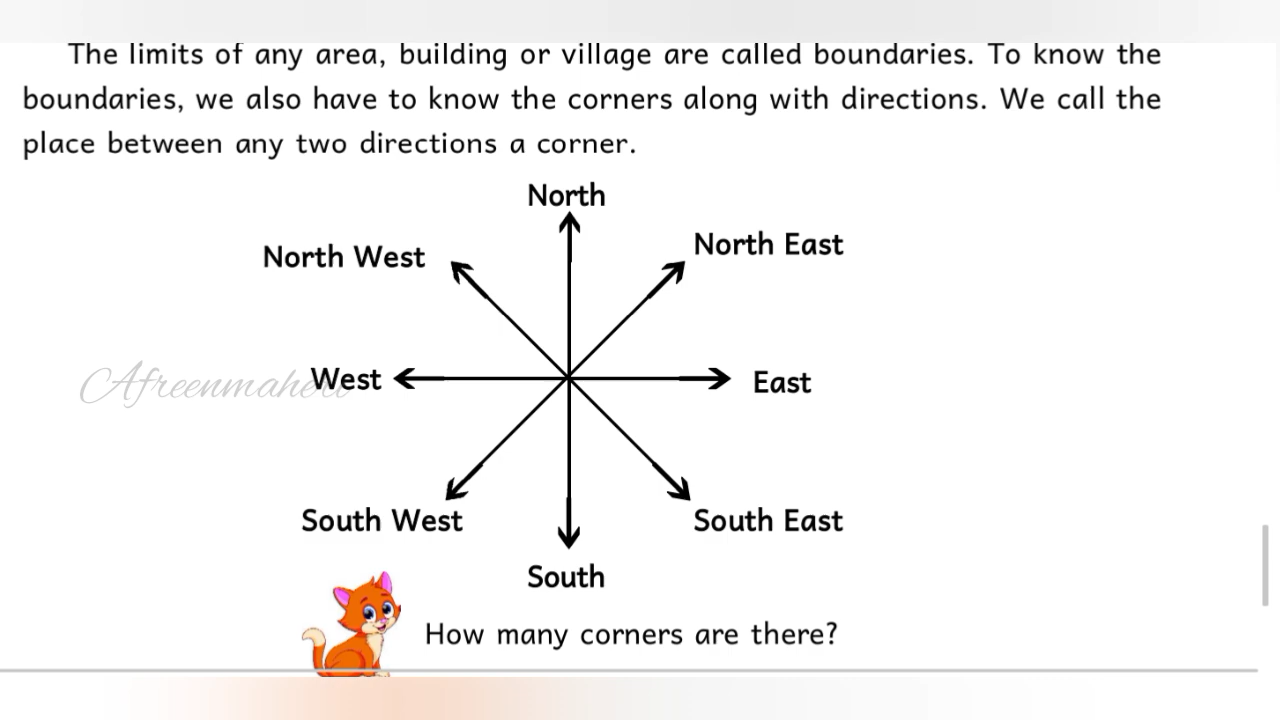 The limits of any area, building or village are called boundaries. To know the
boundaries, we also have to know the corners along with directions. We call the
place between any two directions a corner.
North
North West
North East
Afreenmaheen
West
East
South West
South East
South
How many corners are there?